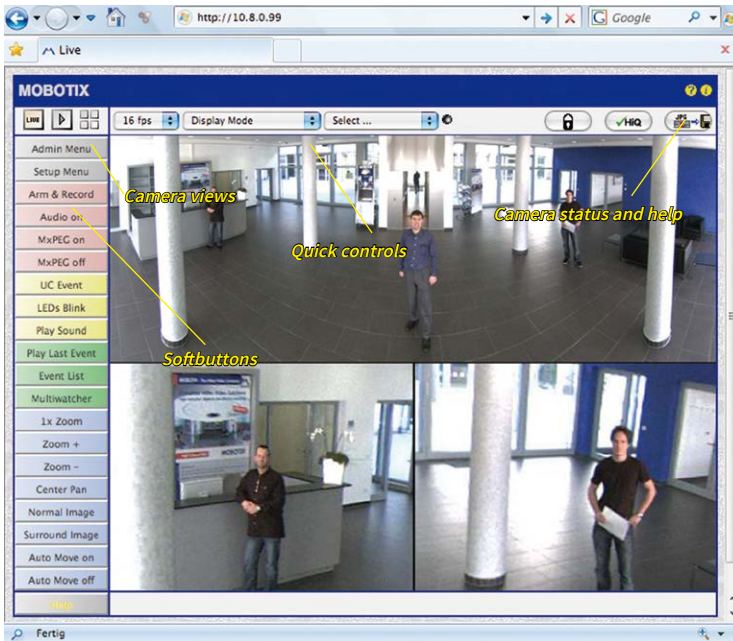 http://10.8.0.99
Google
Live
MOBOTIX
LIVE
16 fps
Display Mode
Select ...
HiQ
JPG
Admin Menu
Setup Menu
Arm & Record
Audio on
MxPEG on
MxPEG off
UC Event
LEDs Blink
Play Sound
Play Last Event
Event List
Multiwatcher
1x Zoom
Zoom +
Zoom -
Center Pan
Normal Image
Surround Image
Auto Move on
Auto Move off
Help
Camera views
Quick controls
Camera status and help
Softbuttons
MOBOTIX
Fertig